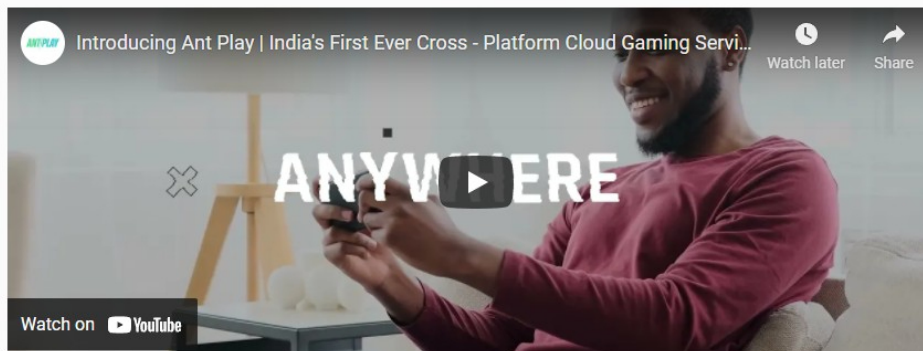 ANT PLAY
Introducing Ant Play | India's First Ever Cross - Platform Cloud Gaming Servi...
Watch later
Share
ANYWHERE
Watch on YouTube